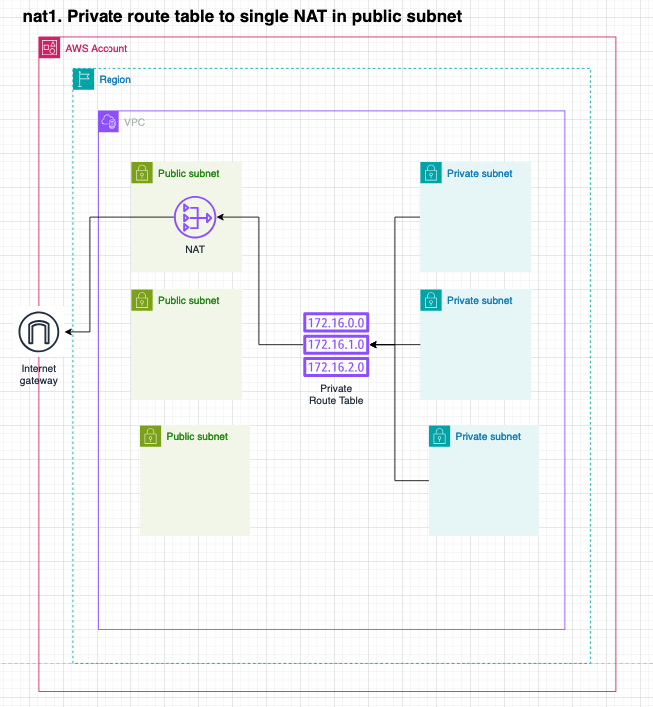 nat1. Private route table to single NAT in public subnet
AWS Account
Region
VPC
Public subnet
Private subnet
NAT
Public subnet
Private subnet
172.16.0.0
172.16.1.0
172.16.2.0
Internet
gateway
Private
Route Table
Public subnet
Private subnet